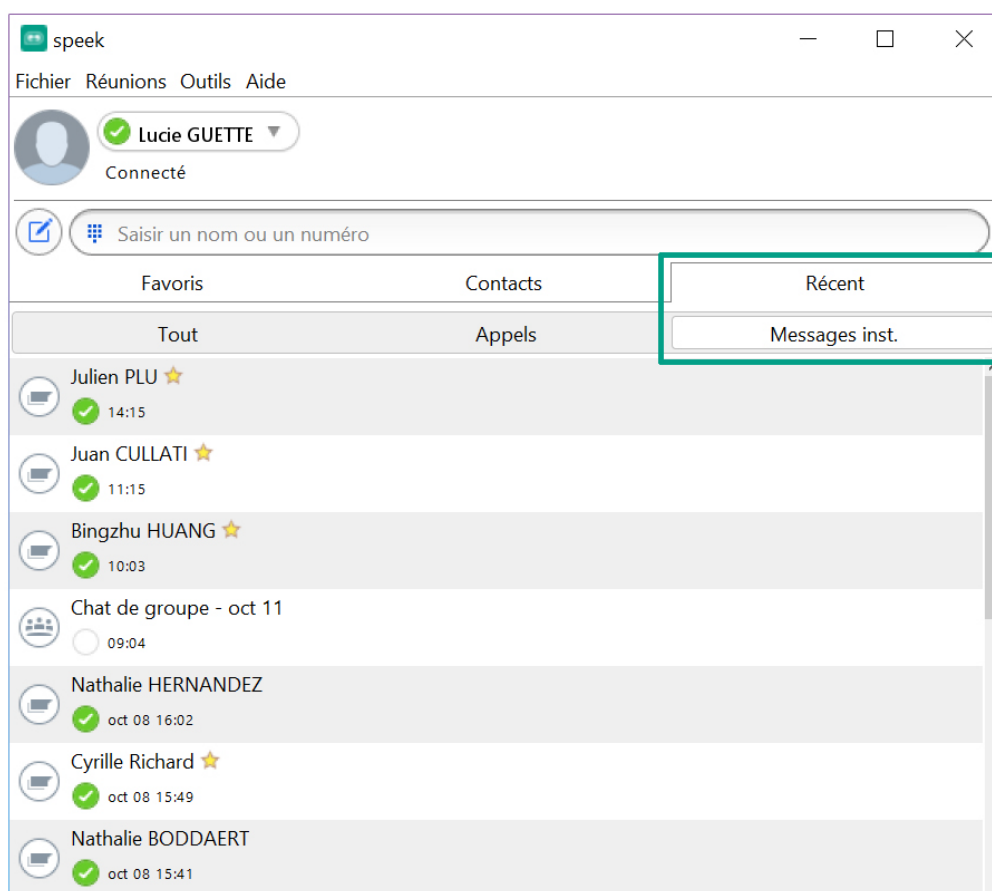 speek
Fichier Réunions Outils Aide
Lucie GUETTE
Connecté
Saisir un nom ou un numéro
Favoris Contacts Récent
Tout Appels Messages inst.
Julien PLU
14:15
Juan CULLATI
11:15
Bingzhu HUANG
10:03
Chat de groupe - oct 11
09:04
Nathalie HERNANDEZ
oct 08 16:02
Cyrille Richard
oct 08 15:49
Nathalie BODDAERT
oct 08 15:41